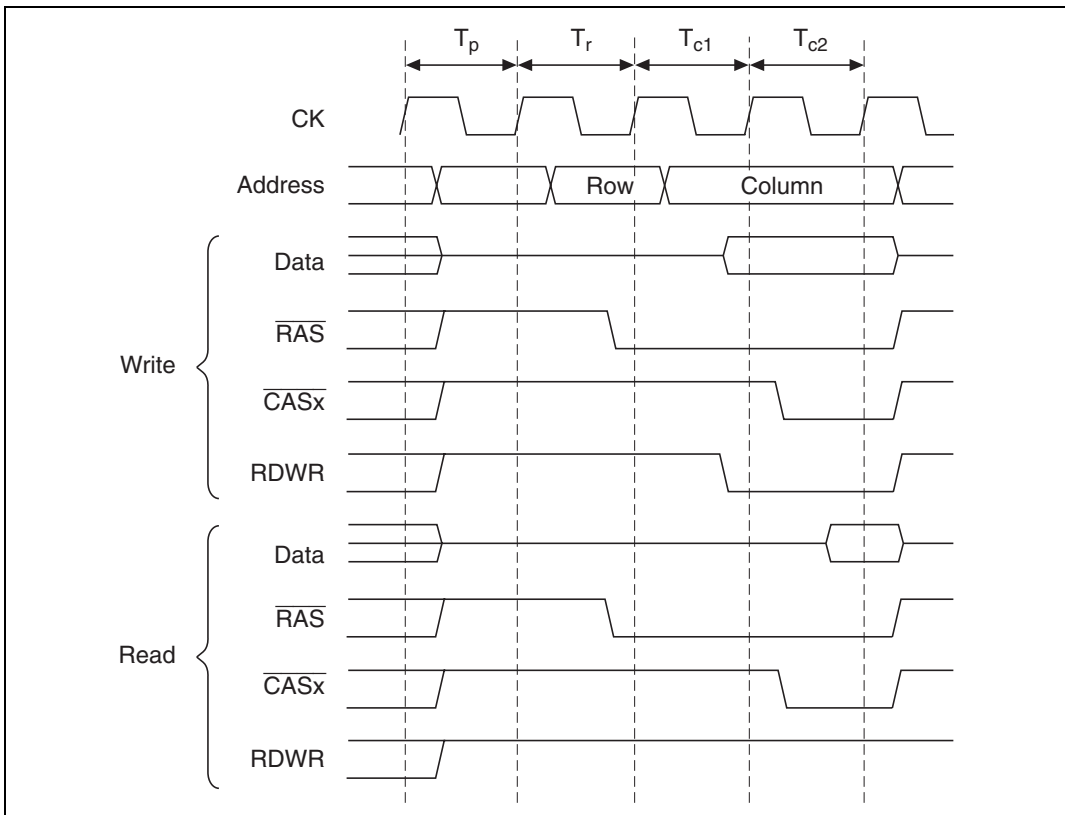 Tp Tr Tc1 Tc2
CK
Address Row Column
Data
RAS
Write
CASx
RDWR
Data
RAS
Read
CASx
RDWR